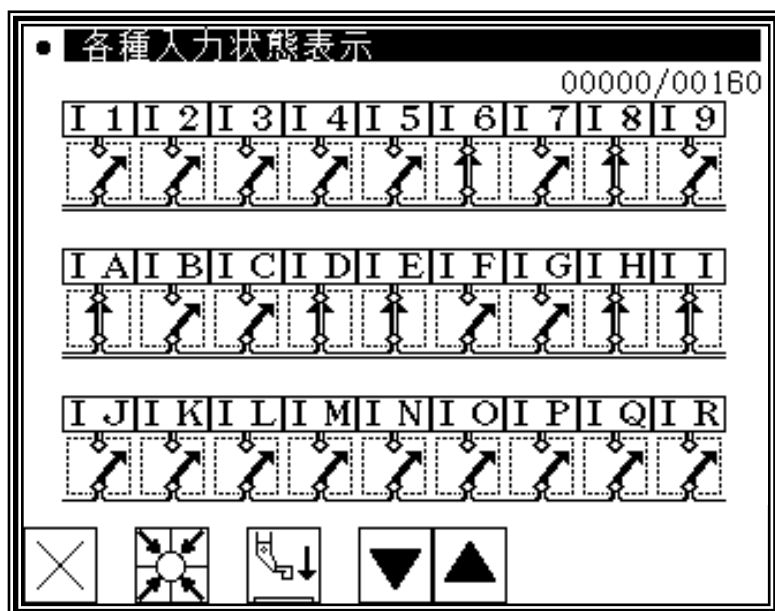 各種入力状態表示
00000/00160
I 1 I 2 I 3 I 4 I 5 I 6 I 7 I 8 I 9
I A I B I C I D I E I F I G I H I I
I J I K I L I M I N I O I P I Q I R